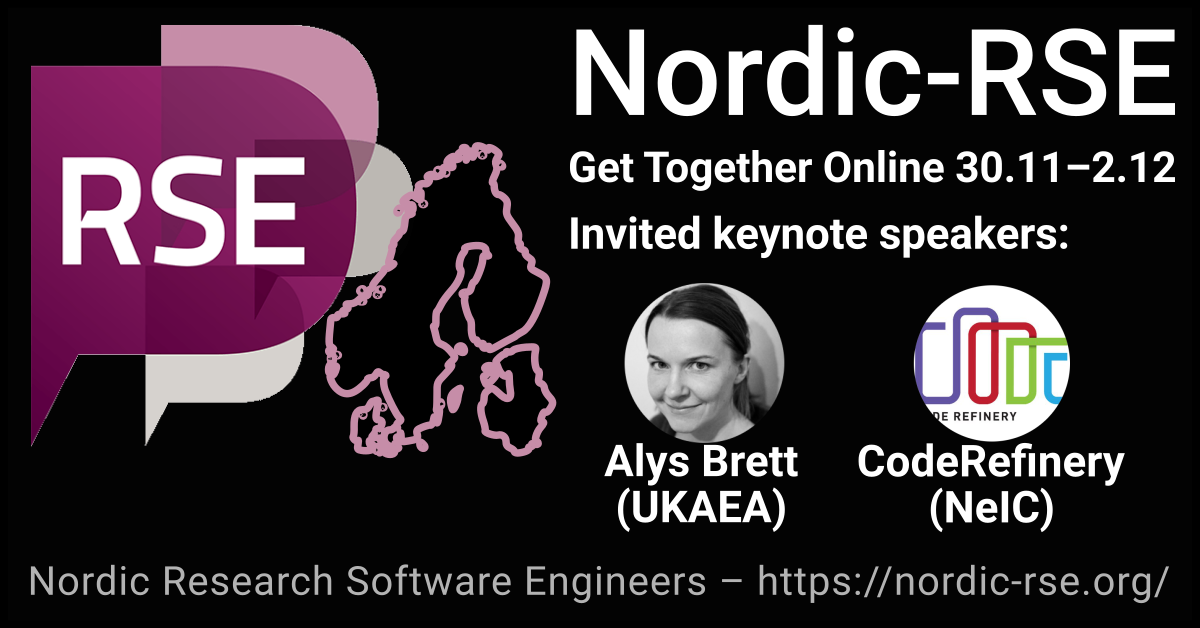 RSE
Nordic-RSE
Get Together Online 30.11–2.12
Invited keynote speakers:
DE REFINERY
Alys Brett
(UKAEA)
CodeRefinery
(NeIC)
Nordic Research Software Engineers – https://nordic-rse.org/